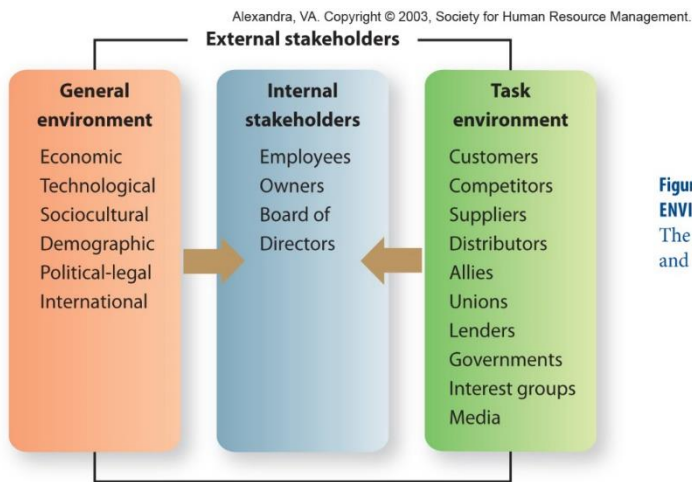 Alexandra, VA. Copyright © 2003, Society for Human Resource Management.
External stakeholders
General
environment
Economic
Technological
Sociocultural
Demographic
Political-legal
International
Internal
stakeholders
Employees
Owners
Board of
Directors
Task
environment
Customers
Competitors
Suppliers
Distributors
Allies
Unions
Lenders
Governments
Interest groups
Media
Figur
ENVI
The
and